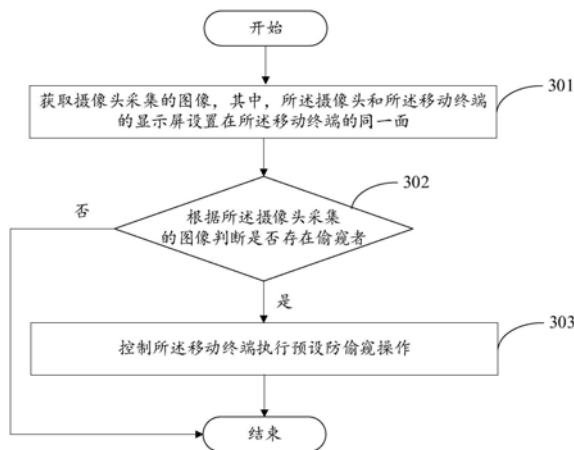 开始
获取摄像头采集的图像，其中，所述摄像头和所述移动终端
的显示屏设置在所述移动终端的同一面
301
302
否
根据所述摄像头采集
的图像判断是否存在偷窥者
是
303
控制所述移动终端执行预设防偷窥操作
结束